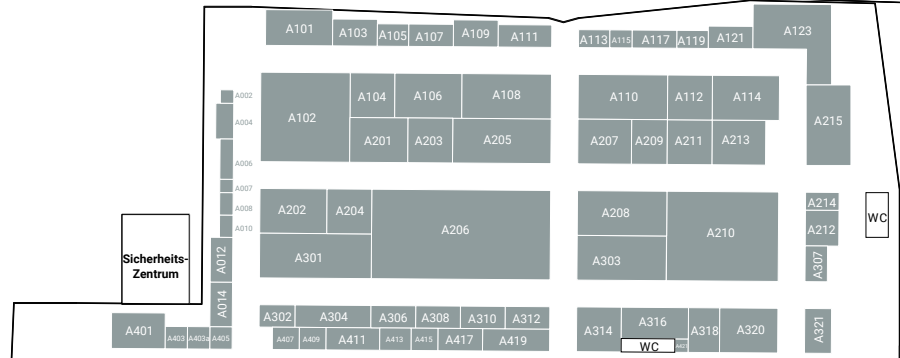 A101
A103
A105
A107
A109
A111
A113
A115
A117
A119
A121
A123
A002
A004
A006
A007
A008
A010
A012
A014
A102
A104
A106
A108
A110
A112
A114
A215
A201
A203
A205
A207
A209
A211
A213
A202
A204
A206
A208
A210
A214
A212
WC
A301
A303
A307
Sicherheits-
Zentrum
A302
A304
A306
A308
A310
A312
A314
A316
A318
A320
A321
A401
A403
A403a
A405
A407
A409
A411
A413
A415
A417
A419
WC